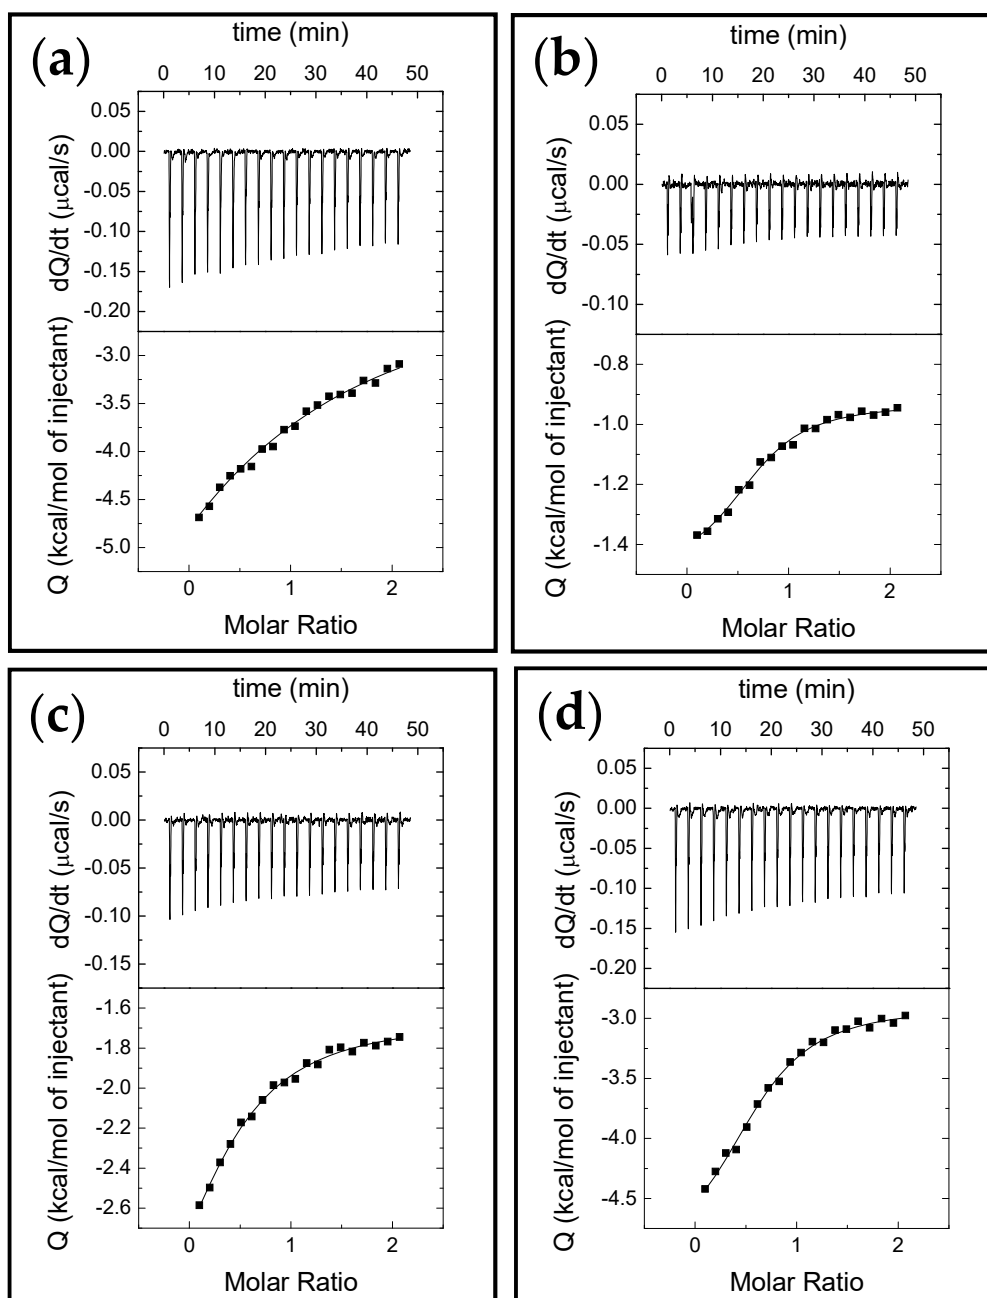 (a)
time (min)
0 10 20 30 40 50
0.05
0.00
-0.05
-0.10
-0.15
-0.20
dQ/dt (μcal/s)
-3.0
-3.5
-4.0
-4.5
-5.0
Q (kcal/mol of injectant)
0 1 2
Molar Ratio
(b)
time (min)
0 10 20 30 40 50
0.05
0.00
-0.05
-0.10
dQ/dt (μcal/s)
-0.8
-1.0
-1.2
-1.4
Q (kcal/mol of injectant)
0 1 2
Molar Ratio
(c)
time (min)
0 10 20 30 40 50
0.05
0.00
-0.05
-0.10
-0.15
dQ/dt (μcal/s)
-1.6
-1.8
-2.0
-2.2
-2.4
-2.6
Q (kcal/mol of injectant)
0 1 2
Molar Ratio
(d)
time (min)
0 10 20 30 40 50
0.05
0.00
-0.05
-0.10
-0.15
-0.20
dQ/dt (μcal/s)
-3.0
-3.5
-4.0
-4.5
Q (kcal/mol of injectant)
0 1 2
Molar Ratio